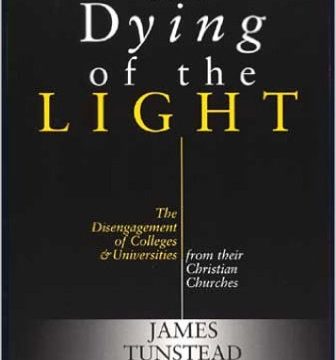 Dying
of the
LIGHT
The
Disengagement
of Colleges
& Universities
from their
Christian
Churches
JAMES
TUNSTEAD